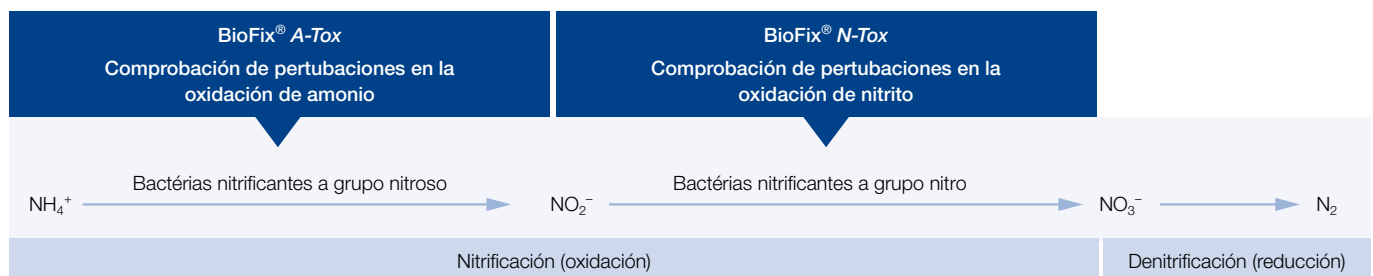 BioFix® A-Tox
Comprobación de pertubaciones en la
oxidación de amonio
BioFix® N-Tox
Comprobación de pertubaciones en la
oxidación de nitrito
Bactérias nitrificantes a grupo nitroso
Bactérias nitrificantes a grupo nitro
NH₄⁺
NO₂⁻
NO₃⁻
N₂
Nitrificación (oxidación)
Denitrificación (reducción)